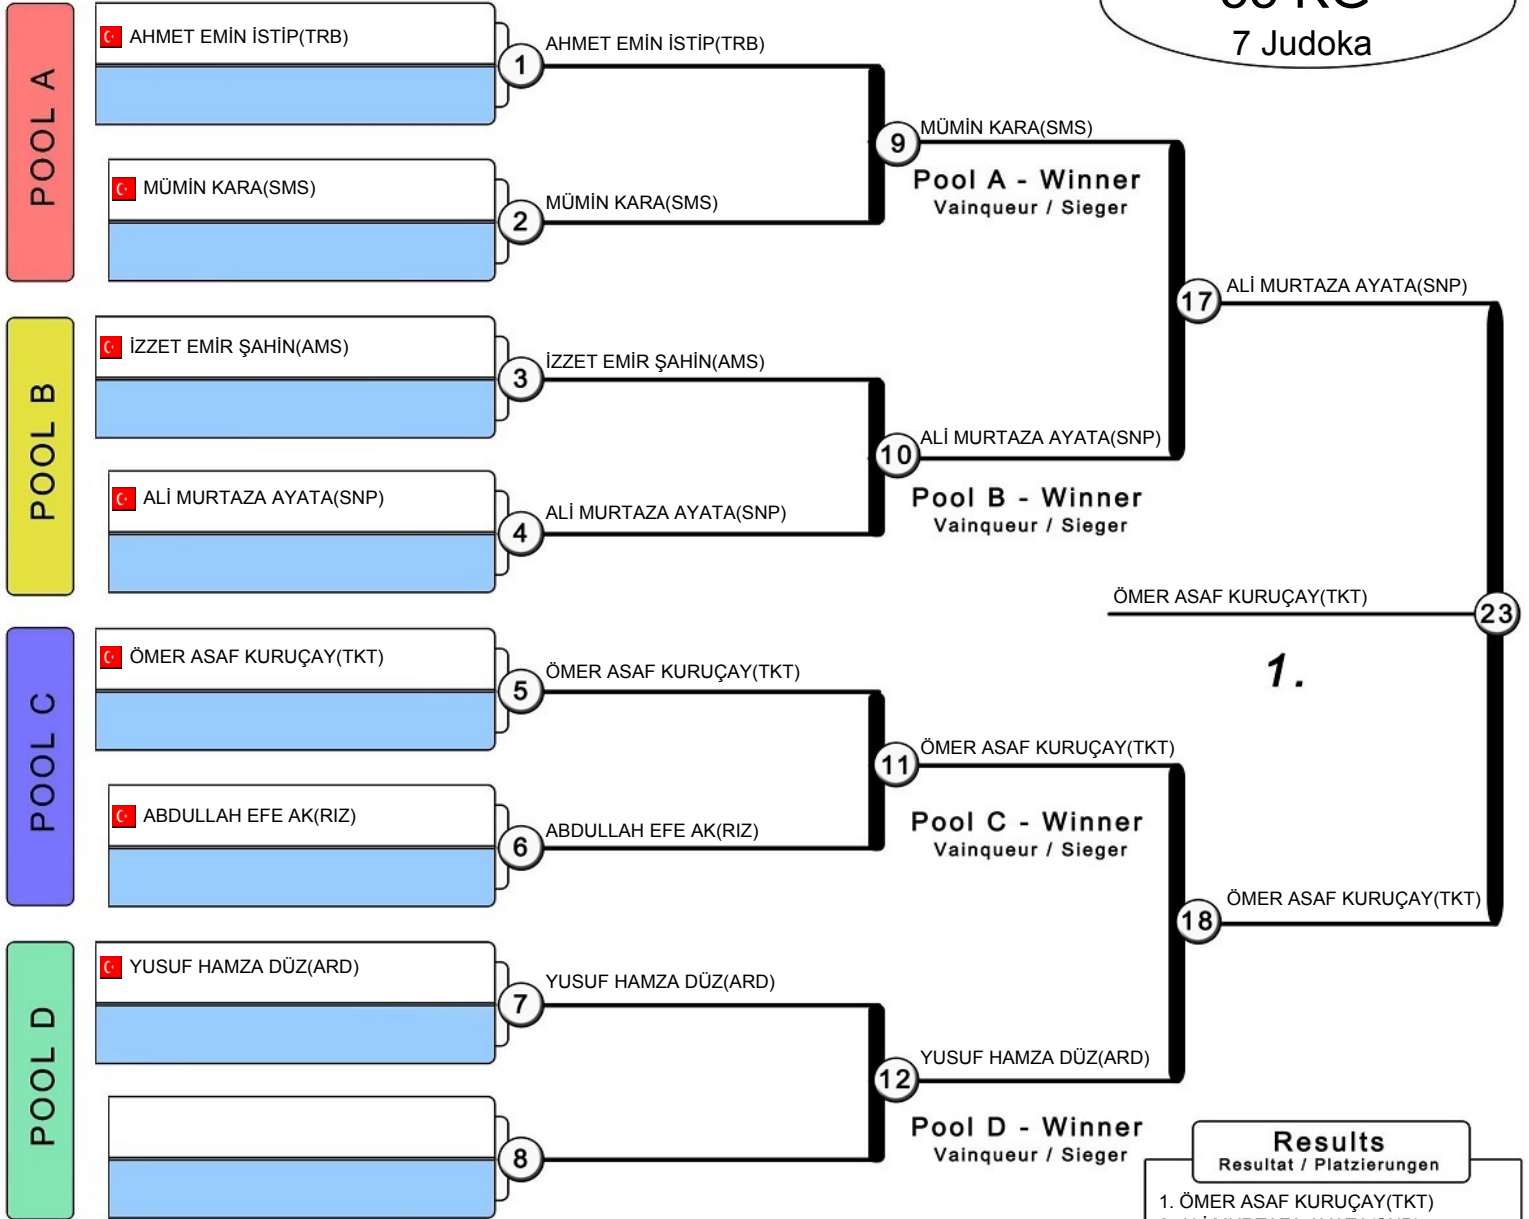 KG
7 Judoka
POOL A
AHMET EMİN İSTİP(TRB)
1
AHMET EMİN İSTİP(TRB)
MÜMİN KARA(SMS)
2
MÜMİN KARA(SMS)
9
MÜMİN KARA(SMS)
Pool A - Winner
Vainqueur / Sieger
POOL B
İZZET EMİR ŞAHİN(AMS)
3
İZZET EMİR ŞAHİN(AMS)
ALİ MURTAZA AYATA(SNP)
4
ALİ MURTAZA AYATA(SNP)
10
ALİ MURTAZA AYATA(SNP)
Pool B - Winner
Vainqueur / Sieger
17
ALİ MURTAZA AYATA(SNP)
POOL C
ÖMER ASAF KURUÇAY(TKT)
5
ÖMER ASAF KURUÇAY(TKT)
ABDULLAH EFE AK(RIZ)
6
ABDULLAH EFE AK(RIZ)
11
ÖMER ASAF KURUÇAY(TKT)
Pool C - Winner
Vainqueur / Sieger
POOL D
YUSUF HAMZA DÜZ(ARD)
7
YUSUF HAMZA DÜZ(ARD)
8
12
YUSUF HAMZA DÜZ(ARD)
Pool D - Winner
Vainqueur / Sieger
18
ÖMER ASAF KURUÇAY(TKT)
ÖMER ASAF KURUÇAY(TKT)
23
1.
Results
Resultat / Platzierungen
1. ÖMER ASAF KURUÇAY(TKT)